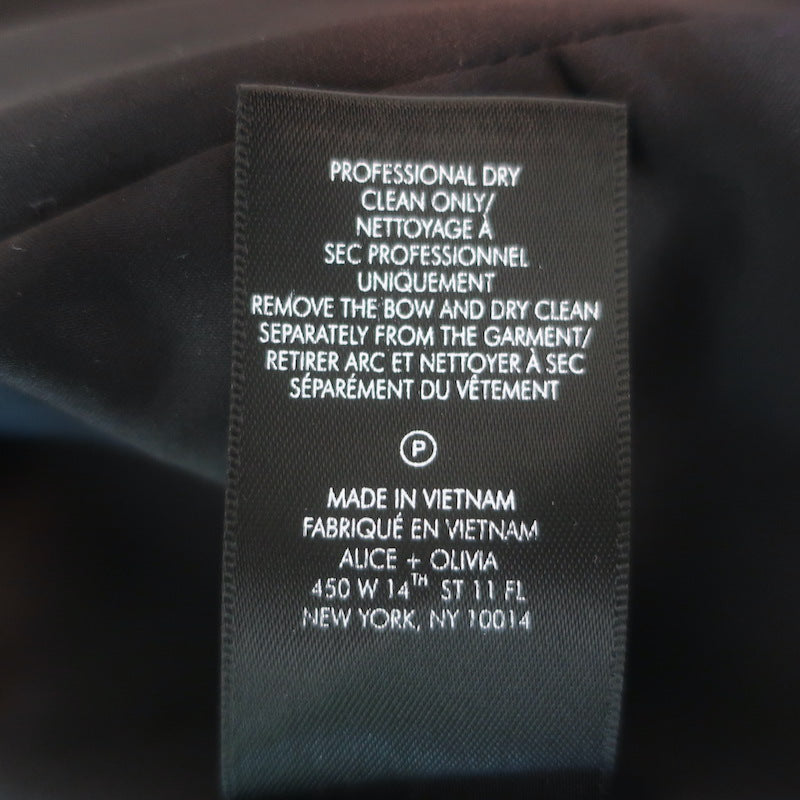 PROFESSIONAL DRY
CLEAN ONLY/
NETTOYAGE À
SEC PROFESSIONNEL
UNIQUEMENT
REMOVE THE BOW AND DRY CLEAN
SEPARATELY FROM THE GARMENT/
RETIRER ARC ET NETTOYER À SEC
SÉPARÉMENT DU VÊTEMENT
P
MADE IN VIETNAM
FABRIQUÉ EN VIETNAM
ALICE + OLIVIA
450 W 14TH ST 11 FL
NEW YORK, NY 10014